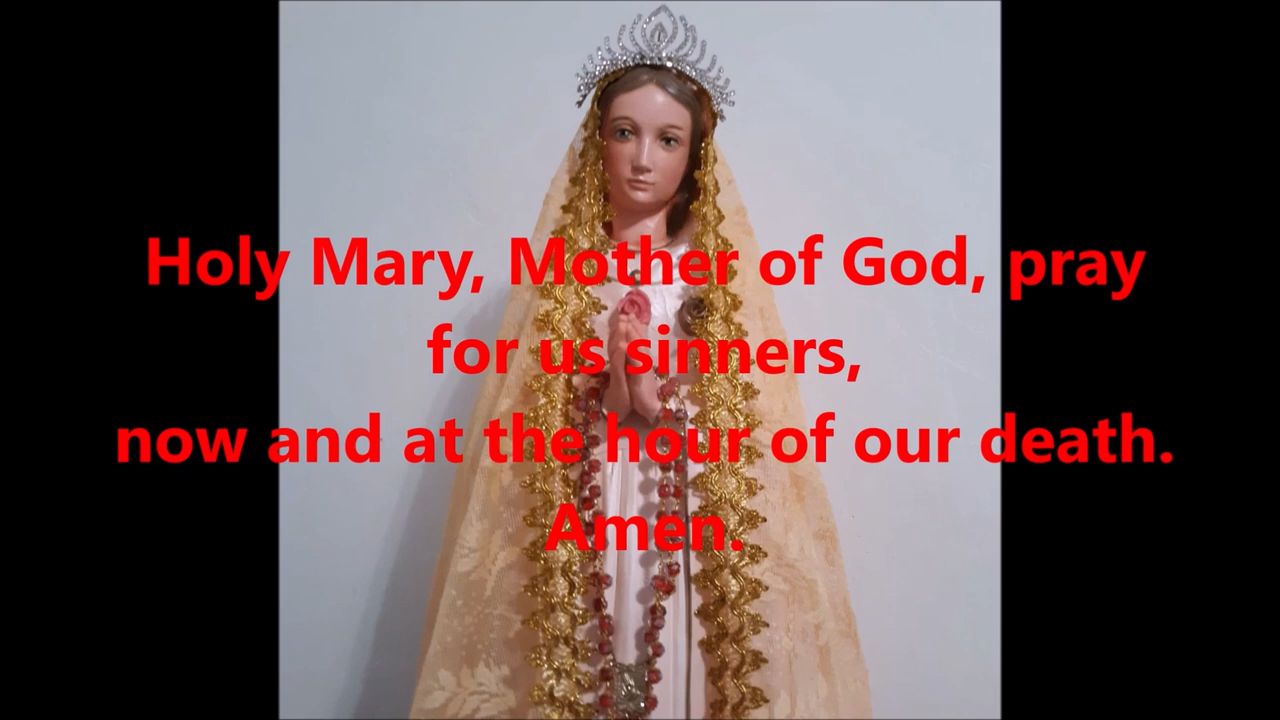 Holy Mary, Mother of God, pray
for us sinners,
now and at the hour of our death.
Amen.